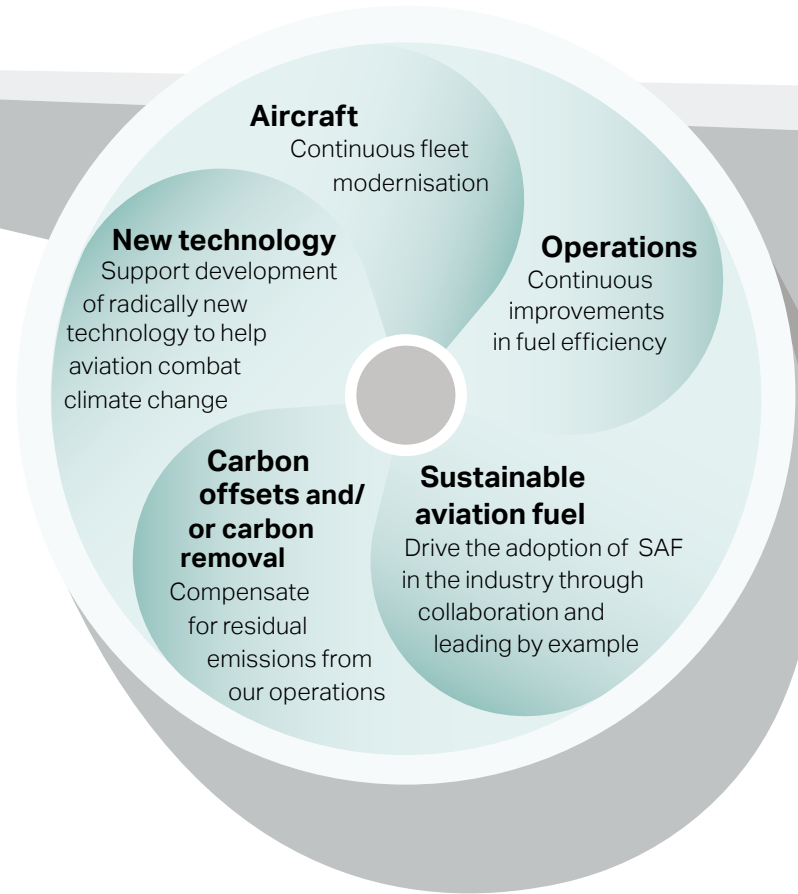 Aircraft
Continuous fleet
modernisation
Operations
Continuous
improvements
in fuel efficiency
Sustainable
aviation fuel
Drive the adoption of SAF
in the industry through
collaboration and
leading by example
Carbon
offsets and/
or carbon
removal
Compensate
for residual
emissions from
our operations
New technology
Support development
of radically new
technology to help
aviation combat
climate change